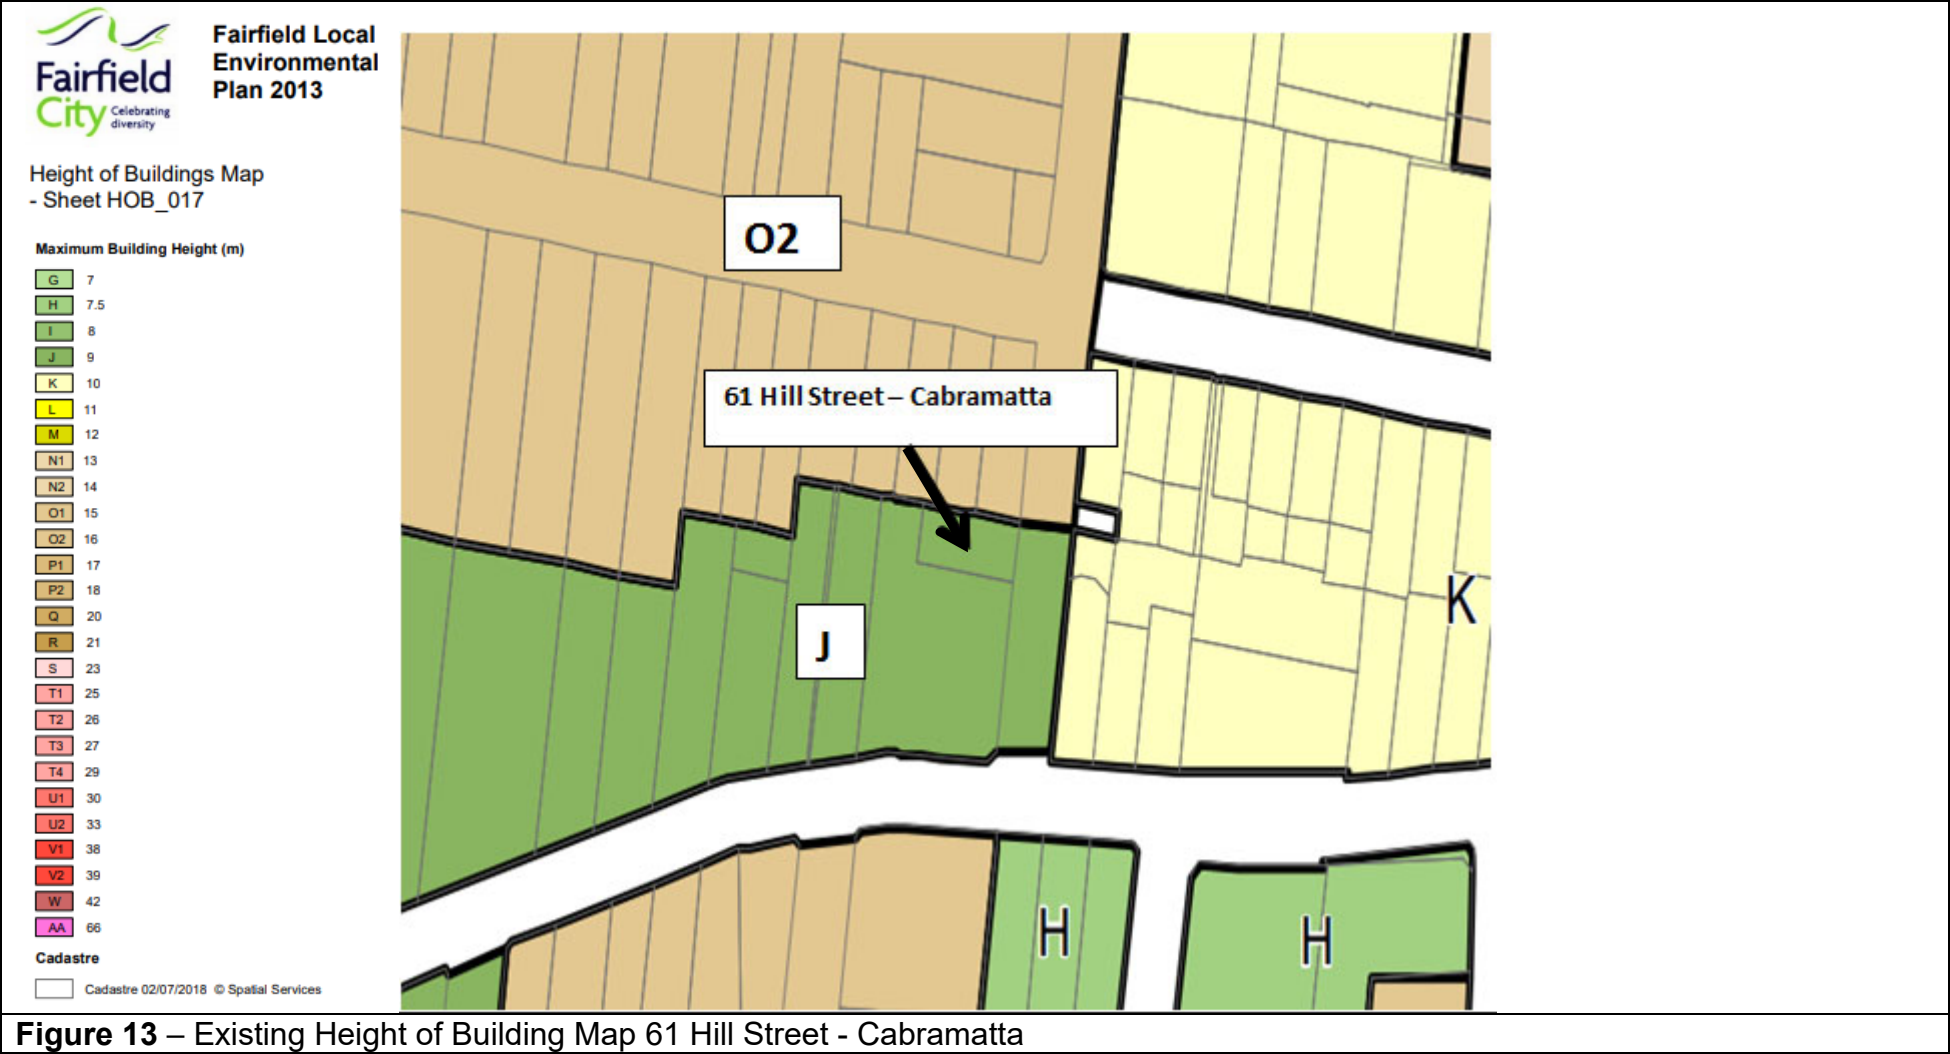 Fairfield
City Celebrating
diversity
Fairfield Local
Environmental
Plan 2013
Height of Buildings Map
- Sheet HOB_017
Maximum Building Height (m)
G 7
H 7.5
I 8
J 9
K 10
L 11
M 12
N1 13
N2 14
O1 15
O2 16
P1 17
P2 18
Q 20
R 21
S 23
T1 25
T2 26
T3 27
T4 29
U1 30
U2 33
V1 38
V2 39
W 42
AA 66
Cadastre
Cadastre 02/07/2018 © Spatial Services
O2
61 Hill Street – Cabramatta
J
K
H
H
Figure 13 – Existing Height of Building Map 61 Hill Street - Cabramatta